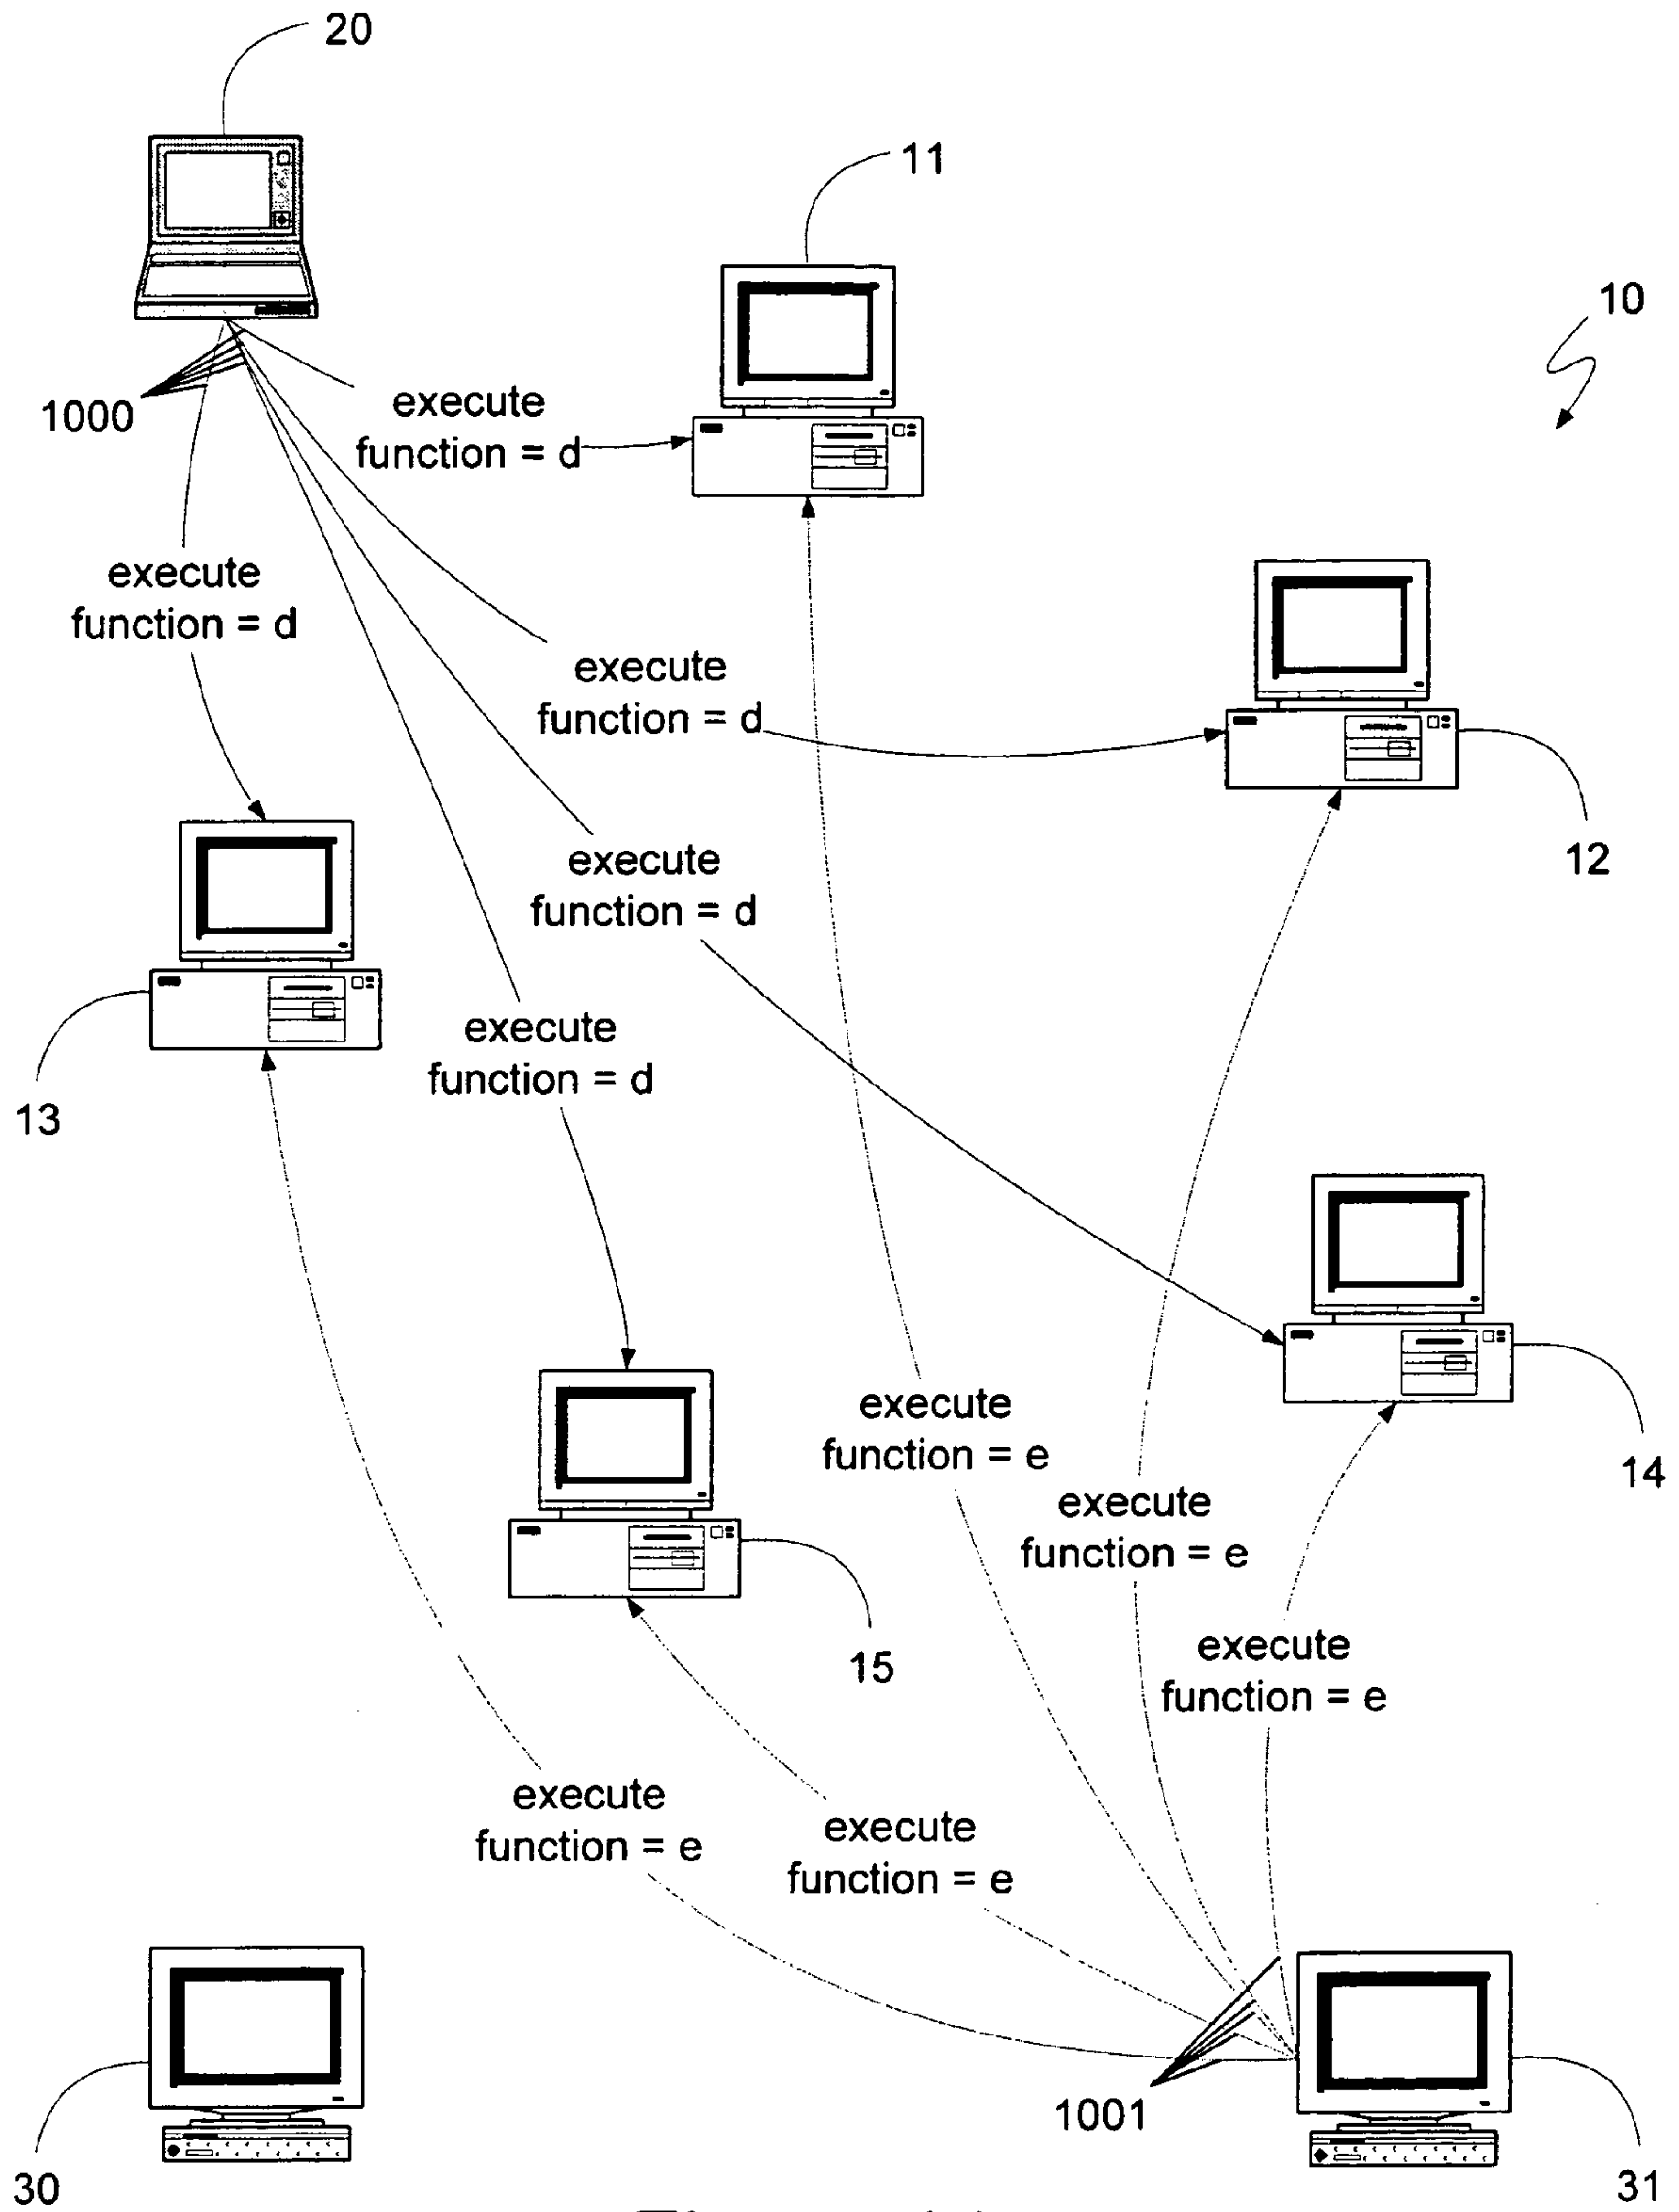 20
11
10
1000
execute
function = d
execute
function = d
execute
function = d
12
execute
function = d
13
execute
function = d
14
execute
function = e
execute
function = e
15
execute
function = e
execute
function = e
execute
function = e
1001
30
31